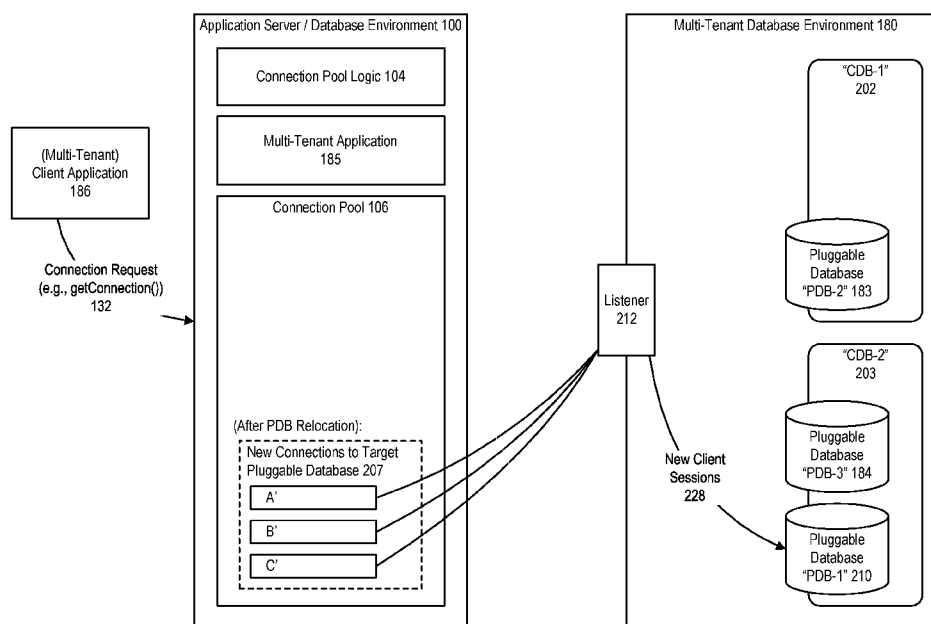 Application Server / Database Environment 100
Connection Pool Logic 104
Multi-Tenant Application
185
(Multi-Tenant)
Client Application
186
Connection Request
(e.g., getConnection())
132
Connection Pool 106
(After PDB Relocation):
New Connections to Target
Pluggable Database 207
A'
B'
C'
Listener
212
Multi-Tenant Database Environment 180
“CDB-1”
202
Pluggable
Database
“PDB-2” 183
“CDB-2”
203
Pluggable
Database
“PDB-3” 184
New Client
Sessions
228
Pluggable
Database
“PDB-1” 210